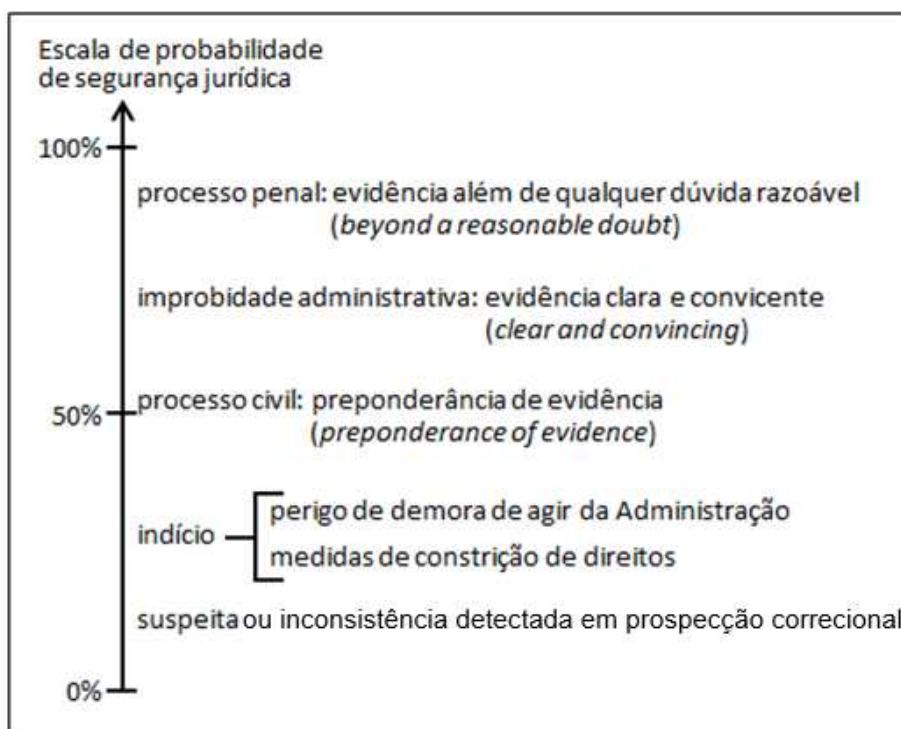 Escala de probabilidade
de segurança jurídica
100%
processo penal: evidência além de qualquer dúvida razoável
(beyond a reasonable doubt)
improbidade administrativa: evidência clara e convicente
(clear and convincing)
50%
processo civil: preponderância de evidência
(preponderance of evidence)
perigo de demora de agir da Administração
indício
medidas de constrição de direitos
suspeita ou inconsistência detectada em prospecção correcional
0%